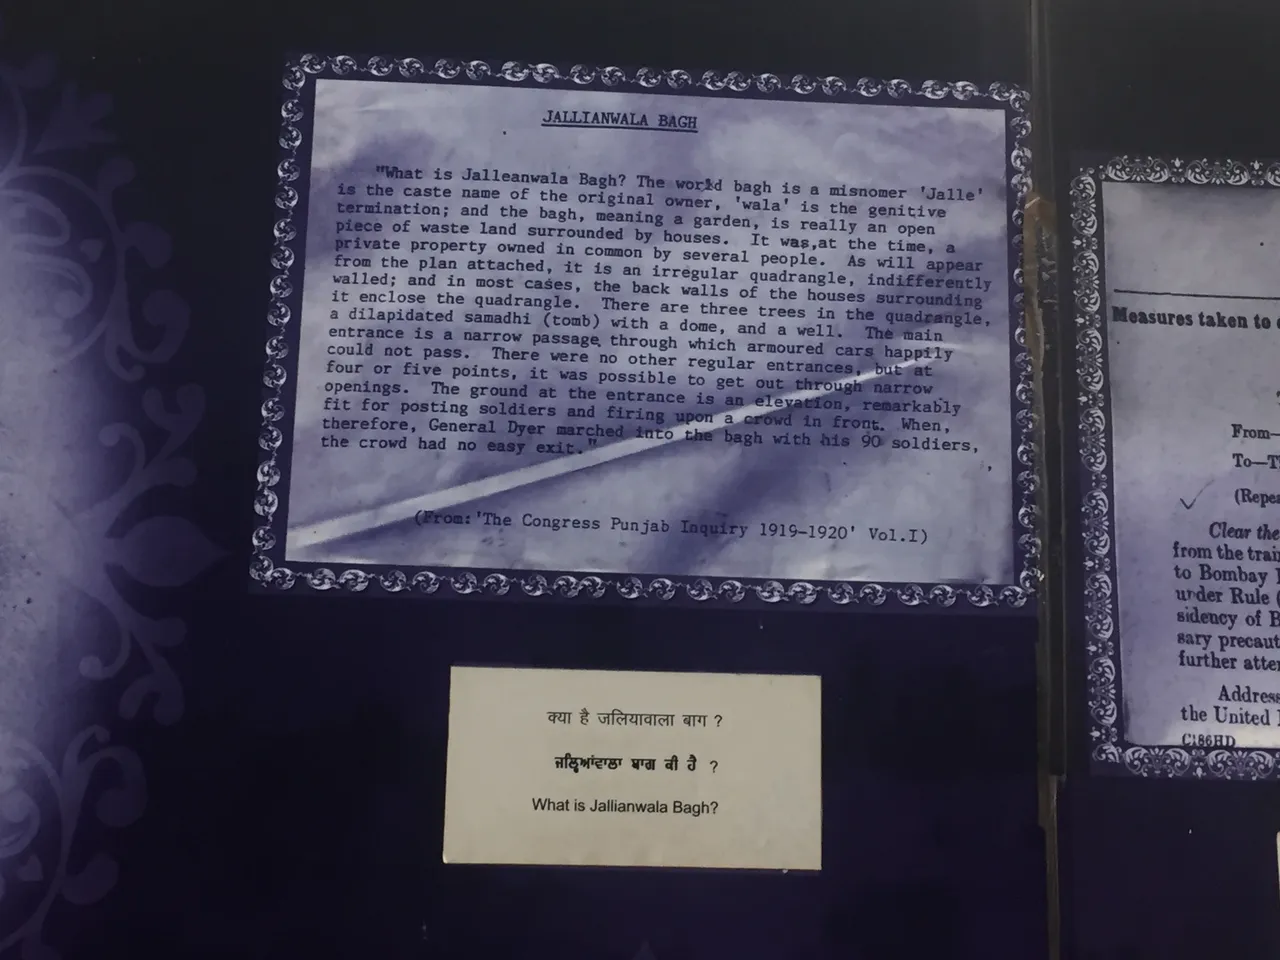 JALLIANWALA BAGH
"What is Jalleanwala Bagh? The world bagh is a misnomer 'Jalle'
is the caste name of the original owner, 'wala' is the genitive
termination; and the bagh, meaning a garden, is really an open
piece of waste land surrounded by houses. It was,at the time, a
private property owned in common by several people. As will appear
from the plan attached, it is an irregular quadrangle, indifferently
walled; and in most cases, the back walls of the houses surrounding
it enclose the quadrangle. There are three trees in the quadrangle,
a dilapidated samadhi (tomb) with a dome, and a well. The main
entrance is a narrow passage, through which armoured cars happily
could not pass. There were no other regular entrances, but at
four or five points, it was possible to get out through narrow
openings. The ground at the entrance is an elevation, remarkably
fit for posting soldiers and firing upon a crowd in front. When,
therefore, General Dyer marched into the bagh with his 90 soldiers,
the crowd had no easy exit."
(From:'The Congress Punjab Inquiry 1919-1920' Vol.I)
क्या है जलियावाला बाग ?
ਜਲ੍ਹਿਆਂਵਾਲਾ ਬਾਗ ਕੀ ਹੈ ?
What is Jallianwala Bagh?
Measures taken to
From—
To—T
(Repea
Clear the
from the trai
to Bombay
under Rule (
sidency of B
sary precaut
further atte
Address
the United
C186HD